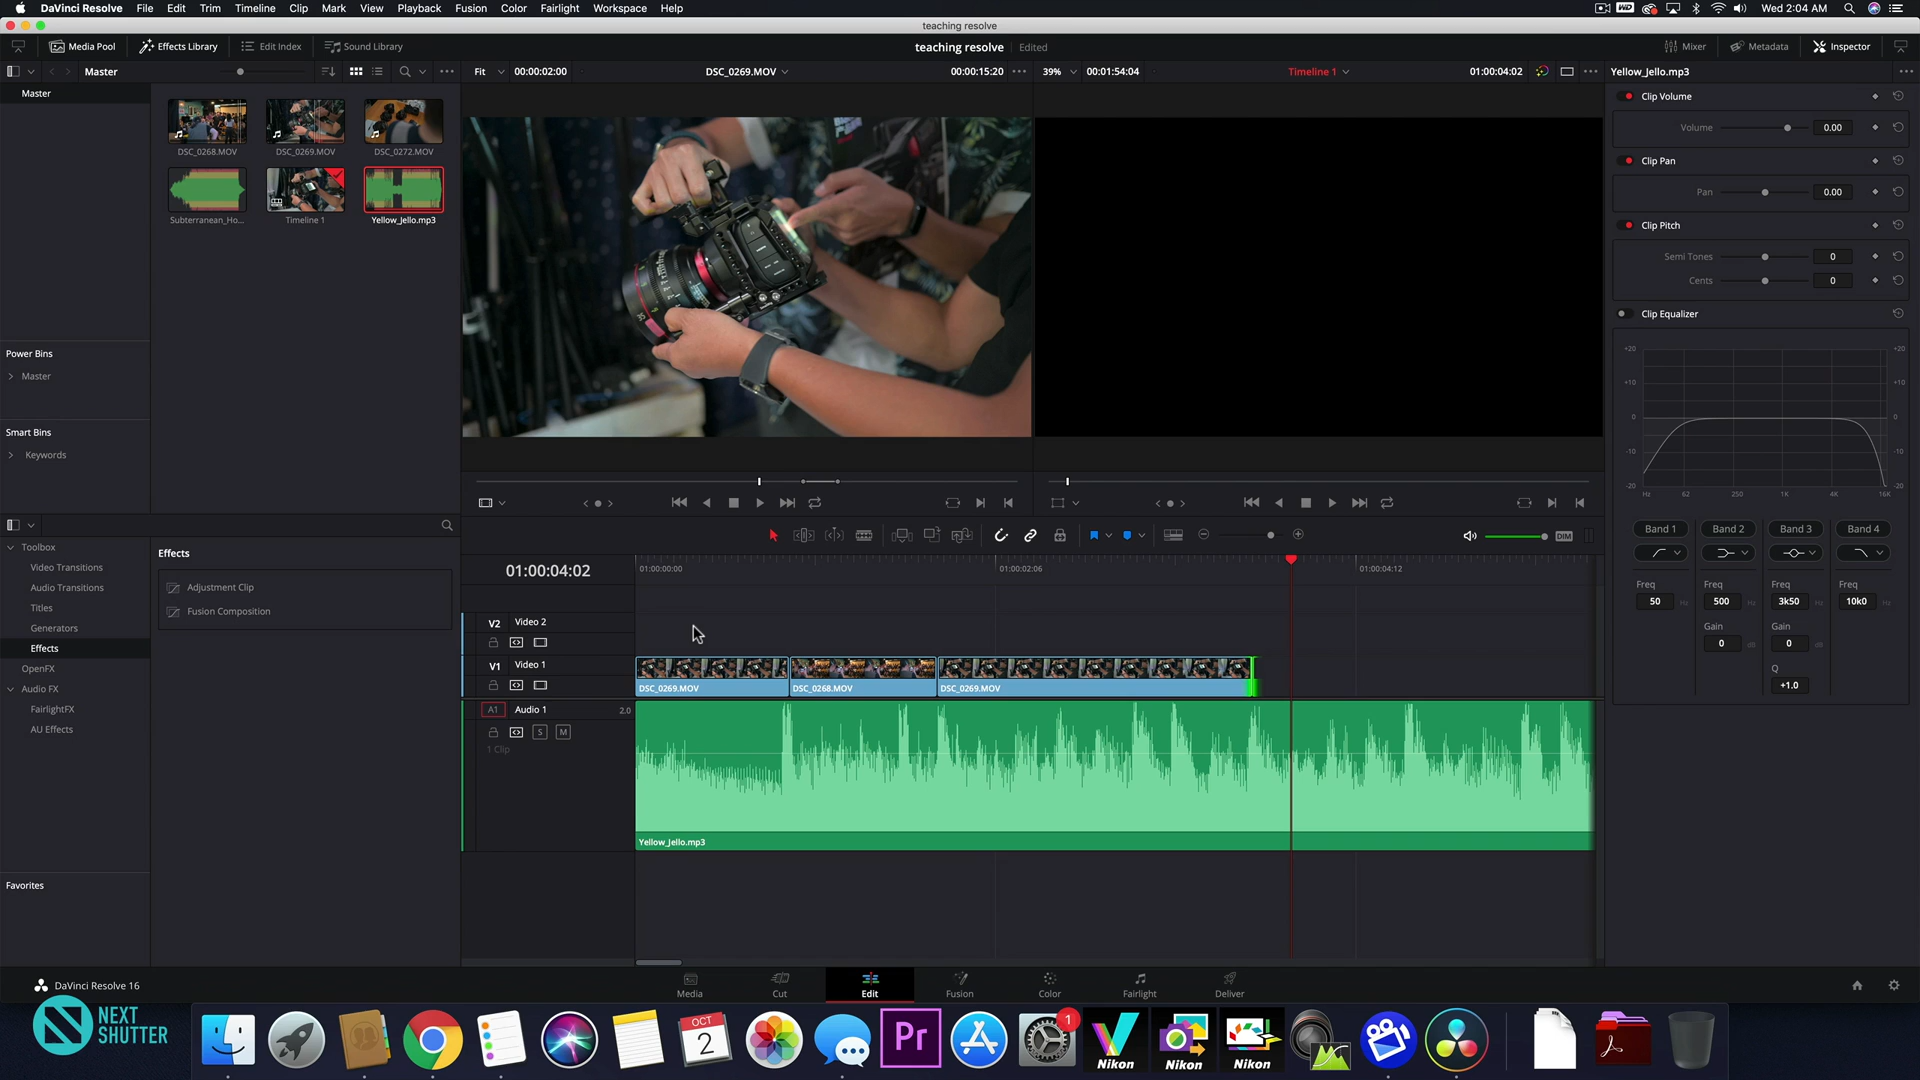 DaVinci Resolve File Edit Trim Timeline Clip Mark View Playback Fusion Color Fairlight Workspace Help
Wed 2:04 AM
teaching resolve
Media Pool Effects Library Edit Index Sound Library
teaching resolve Edited
Mixer Metadata Inspector
Master
Fit 00:00:02:00 DSC_0269.MOV 00:00:15:20
39% 00:01:54:04 Timeline 1 01:00:04:02
Yellow_Jello.mp3
Master
DSC_0268.MOV DSC_0269.MOV DSC_0272.MOV
Subterranean_Ho... Timeline 1 Yellow_Jello.mp3
Power Bins
Master
Smart Bins
Keywords
Clip Volume
Volume 0.00
Clip Pan
Pan 0.00
Clip Pitch
Semi Tones 0
Cents 0
Clip Equalizer
+20 +20
+10 +10
0 0
-10 -10
-20 -20
Hz 62 250 1K 4K 16K
Band 1 Band 2 Band 3 Band 4
Freq Freq Freq Freq
50 Hz 500 Hz 3k50 Hz 10k0 Hz
Gain Gain
0 dB 0 dB
Q
+1.0
Toolbox
Video Transitions
Audio Transitions
Titles
Generators
Effects
OpenFX
Audio FX
FairlightFX
AU Effects
Favorites
Effects
Adjustment Clip
Fusion Composition
DIM
01:00:04:02
01:00:00:00 01:00:02:06 01:00:04:12
V2 Video 2
V1 Video 1
DSC_0269.MOV DSC_0268.MOV DSC_0269.MOV
A1 Audio 1 2.0
S M
1 Clip
Yellow_Jello.mp3
DaVinci Resolve 16
Media Cut Edit Fusion Color Fairlight Deliver
NEXT
SHUTTER
OCT
2
Pr
1
Nikon
Nikon
Nikon